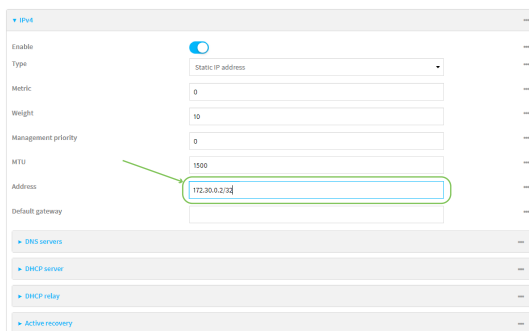 IPv4
Enable
Type
Static IP address
Metric
0
Weight
10
Management priority
0
MTU
1500
Address
172.30.0.2/32
Default gateway
DNS servers
DHCP server
DHCP relay
Active recovery